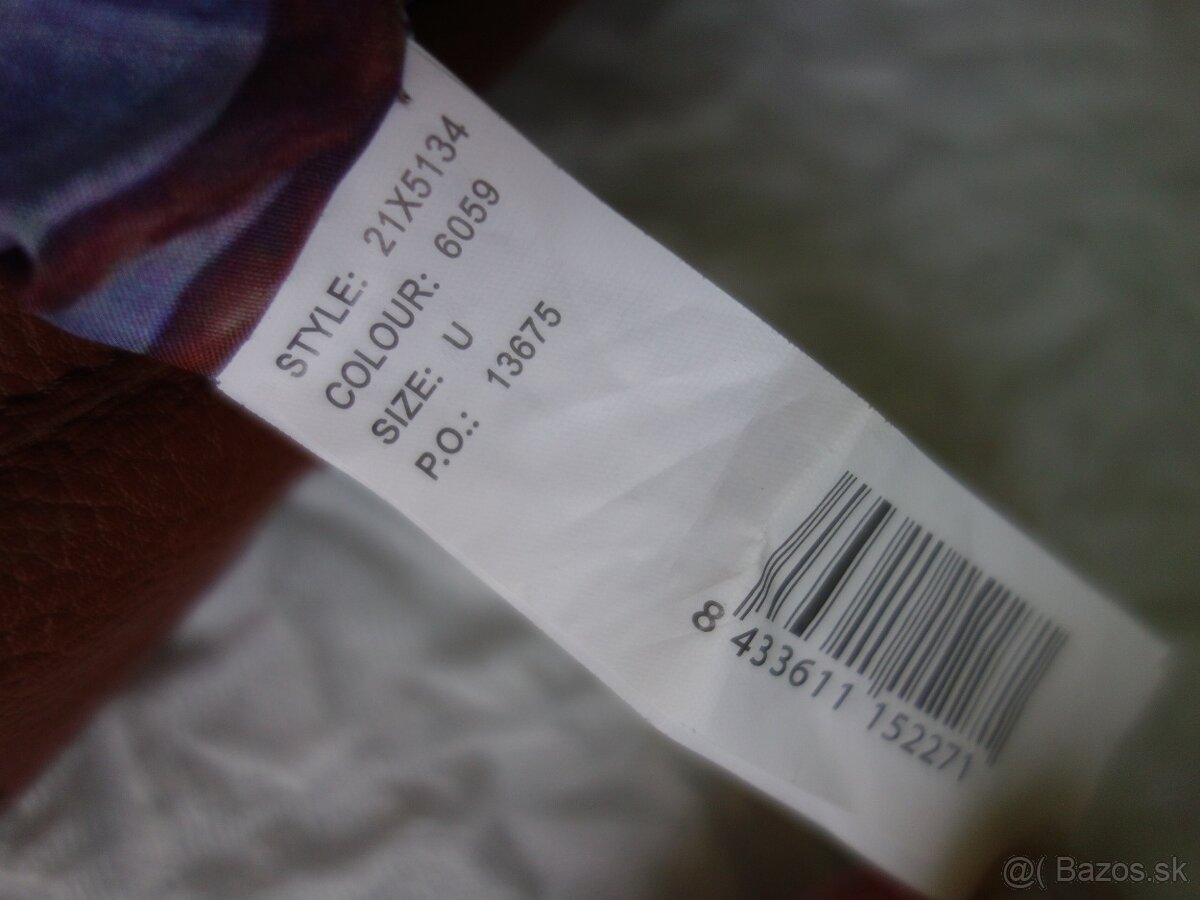 STYLE: 21X5134
COLOUR: 6059
SIZE: U
P.O.: 13675
8 433611 152271
@( Bazos.sk